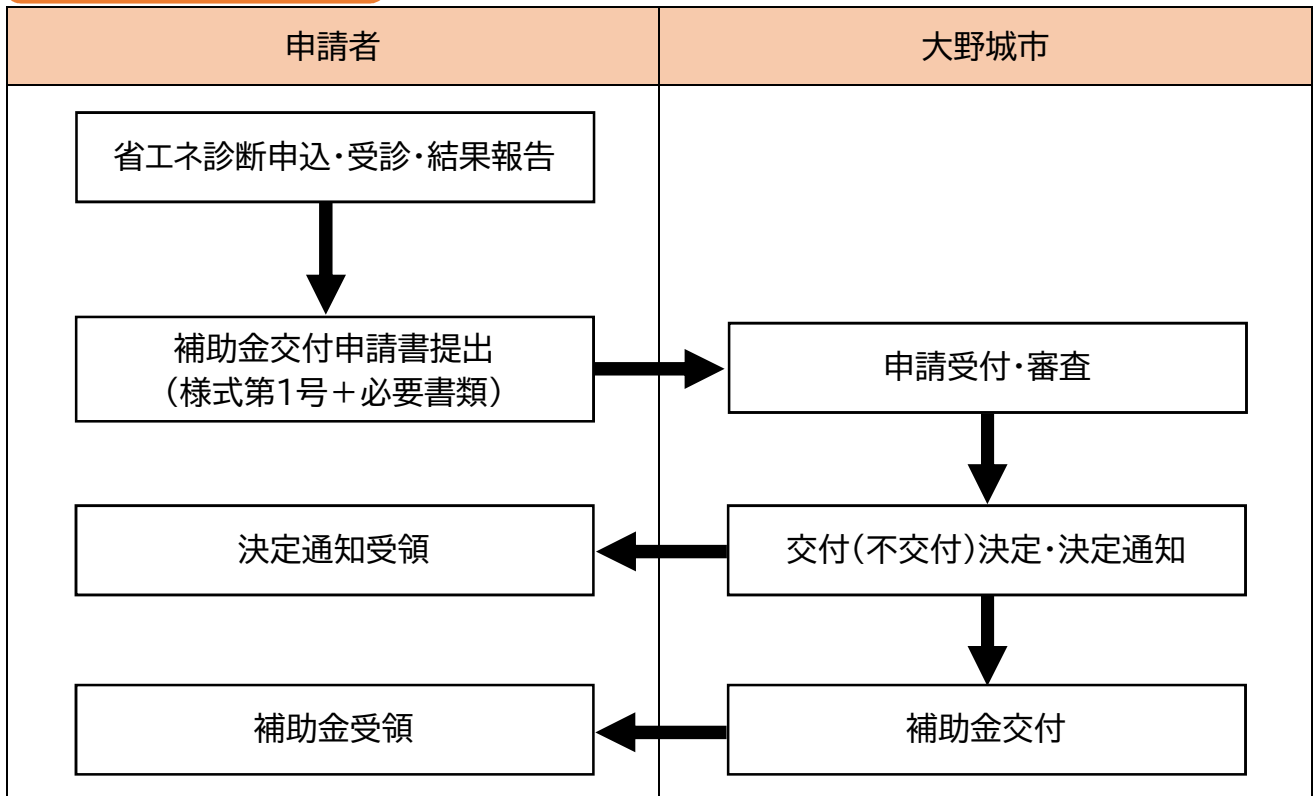 申請者
大野城市
省エネ診断申込・受診・結果報告
補助金交付申請書提出
(様式第1号+必要書類)
申請受付・審査
決定通知受領
交付(不交付)決定・決定通知
補助金受領
補助金交付